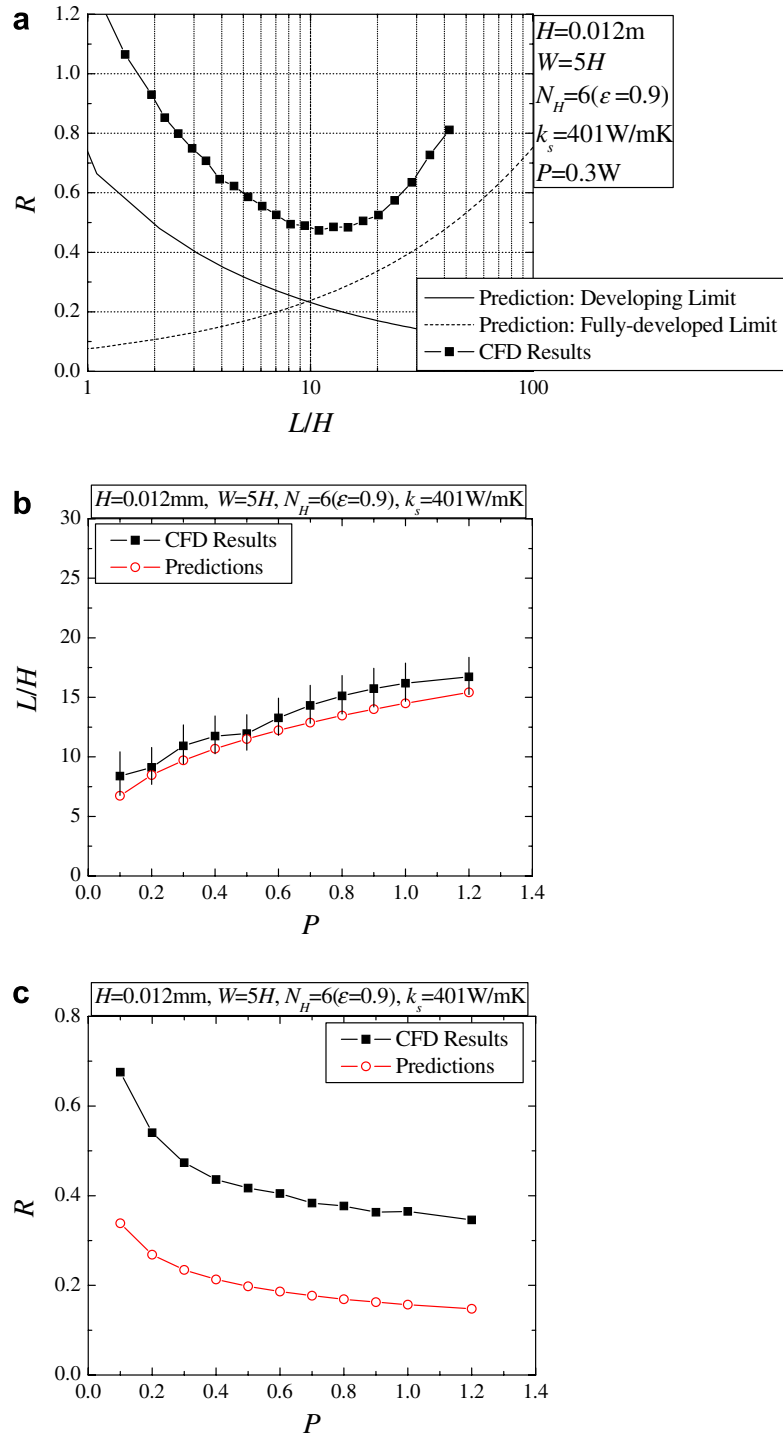 a
1.2
1.0
0.8
0.6
0.4
0.2
0.0
R
1
10
100
L/H
H=0.012m
W=5H
N_H=6(ε=0.9)
k_s=401W/mK
P=0.3W
Prediction: Developing Limit
Prediction: Fully-developed Limit
CFD Results
b
H=0.012mm, W=5H, N_H=6(ε=0.9), k_s=401W/mK
CFD Results
Predictions
30
25
20
15
10
5
0
L/H
0.0 0.2 0.4 0.6 0.8 1.0 1.2 1.4
P
c
H=0.012mm, W=5H, N_H=6(ε=0.9), k_s=401W/mK
CFD Results
Predictions
0.8
0.6
0.4
0.2
0.0
R
0.0 0.2 0.4 0.6 0.8 1.0 1.2 1.4
P